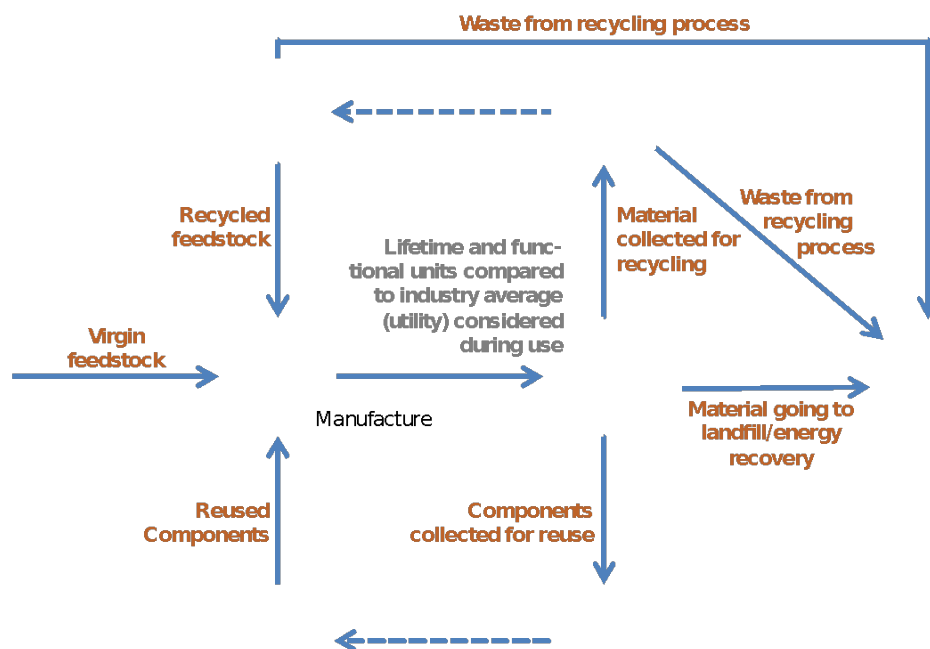 Waste from recycling process
Recycled
feedstock
Material
collected for
recycling
Waste from
recycling
process
Lifetime and func-
tional units compared
to industry average
(utility) considered
during use
Virgin
feedstock
Manufacture
Material going to
landfill/energy
recovery
Reused
Components
Components
collected for reuse